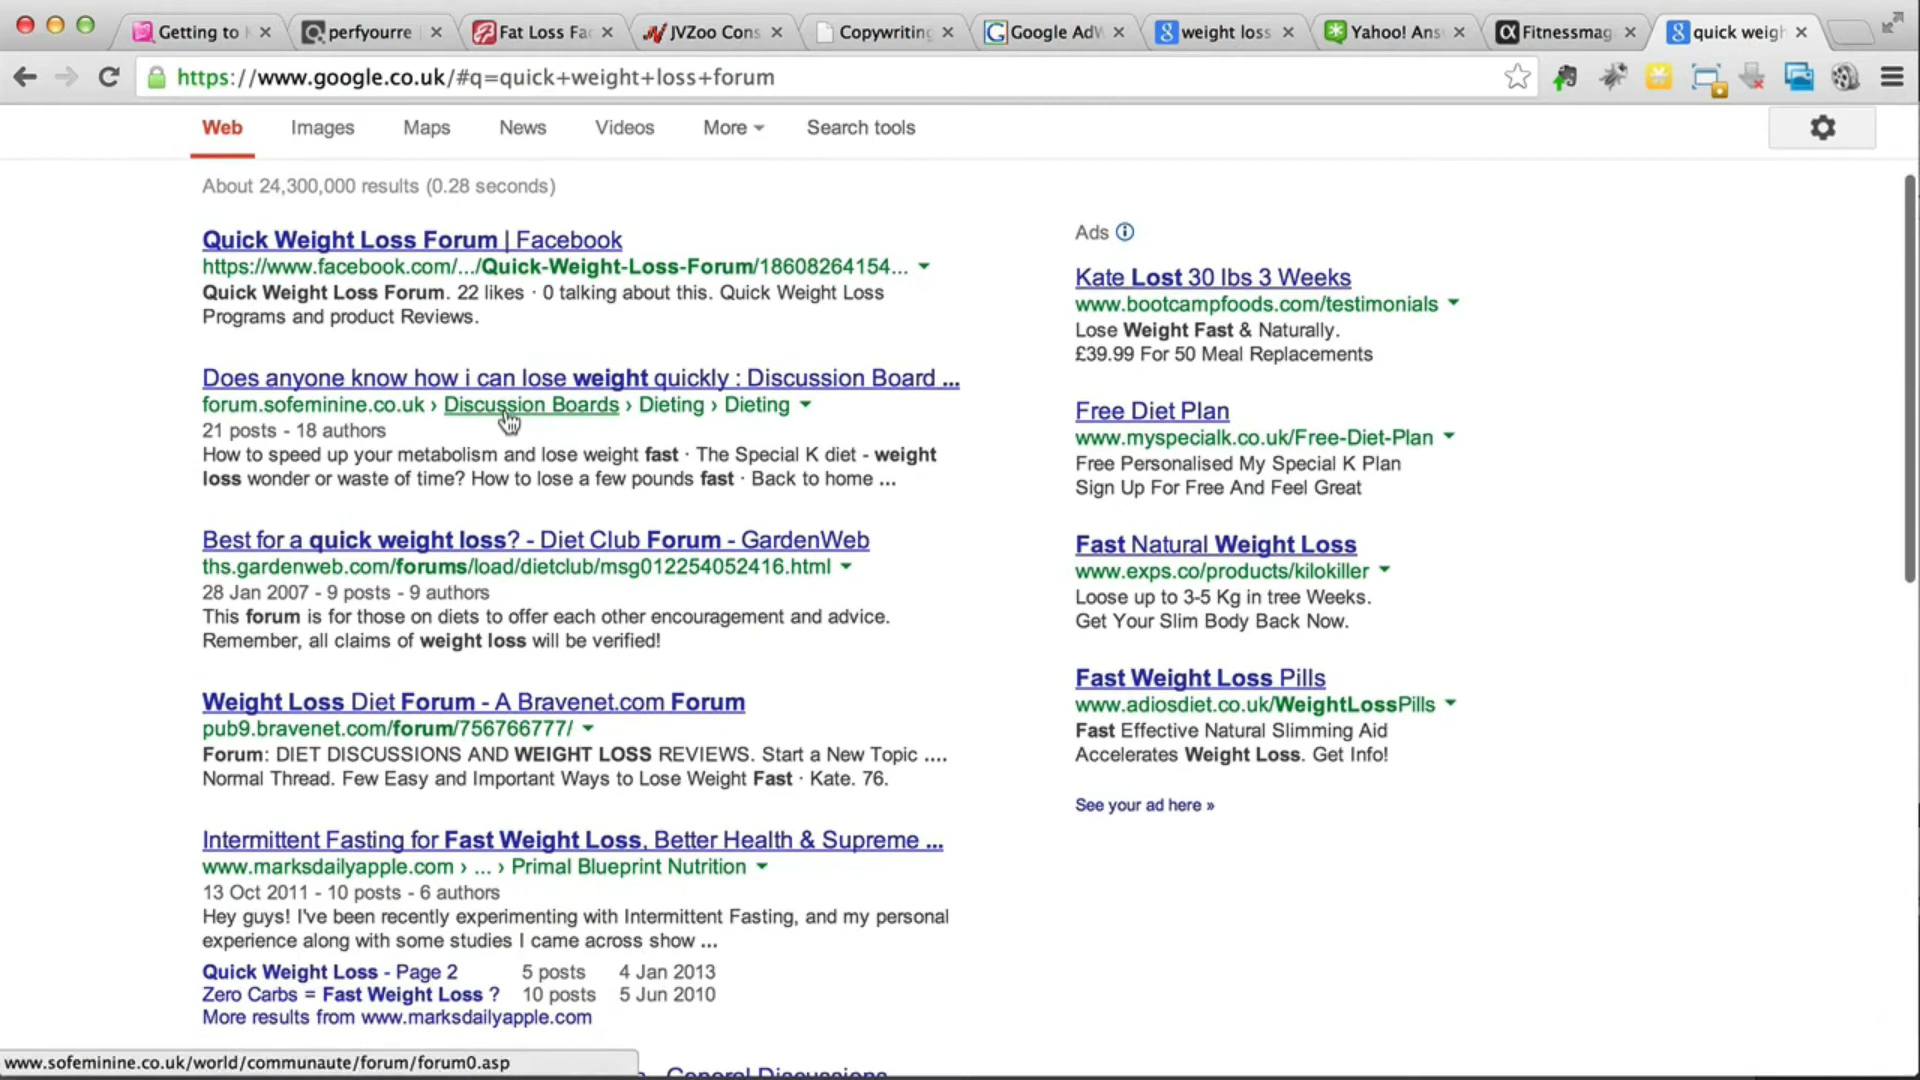 Getting to
perfyourre
Fat Loss Fa
JVZoo Cons
Copywriting
Google AdW
weight loss
Yahoo! Ans
Fitnessmag
quick weigh
https://www.google.co.uk/#q=quick+weight+loss+forum
Web
Images
Maps
News
Videos
More
Search tools
About 24,300,000 results (0.28 seconds)
Quick Weight Loss Forum | Facebook
https://www.facebook.com/.../Quick-Weight-Loss-Forum/18608264154...
Quick Weight Loss Forum. 22 likes · 0 talking about this. Quick Weight Loss
Programs and product Reviews.
Does anyone know how i can lose weight quickly : Discussion Board ...
forum.sofeminine.co.uk › Discussion Boards › Dieting › Dieting
21 posts - 18 authors
How to speed up your metabolism and lose weight fast · The Special K diet - weight
loss wonder or waste of time? How to lose a few pounds fast · Back to home ...
Best for a quick weight loss? - Diet Club Forum - GardenWeb
ths.gardenweb.com/forums/load/dietclub/msg012254052416.html
28 Jan 2007 - 9 posts - 9 authors
This forum is for those on diets to offer each other encouragement and advice.
Remember, all claims of weight loss will be verified!
Weight Loss Diet Forum - A Bravenet.com Forum
pub9.bravenet.com/forum/756766777/
Forum: DIET DISCUSSIONS AND WEIGHT LOSS REVIEWS. Start a New Topic ....
Normal Thread. Few Easy and Important Ways to Lose Weight Fast · Kate. 76.
Intermittent Fasting for Fast Weight Loss, Better Health & Supreme ...
www.marksdailyapple.com › ... › Primal Blueprint Nutrition
13 Oct 2011 - 10 posts - 6 authors
Hey guys! I've been recently experimenting with Intermittent Fasting, and my personal
experience along with some studies I came across show ...
Quick Weight Loss - Page 2 5 posts 4 Jan 2013
Zero Carbs = Fast Weight Loss ? 10 posts 5 Jun 2010
More results from www.marksdailyapple.com
General Discussions
Ads
Kate Lost 30 lbs 3 Weeks
www.bootcampfoods.com/testimonials
Lose Weight Fast & Naturally.
£39.99 For 50 Meal Replacements
Free Diet Plan
www.myspecialk.co.uk/Free-Diet-Plan
Free Personalised My Special K Plan
Sign Up For Free And Feel Great
Fast Natural Weight Loss
www.exps.co/products/kilokiller
Loose up to 3-5 Kg in tree Weeks.
Get Your Slim Body Back Now.
Fast Weight Loss Pills
www.adiosdiet.co.uk/WeightLossPills
Fast Effective Natural Slimming Aid
Accelerates Weight Loss. Get Info!
See your ad here »
www.sofeminine.co.uk/world/communaute/forum/forum0.asp